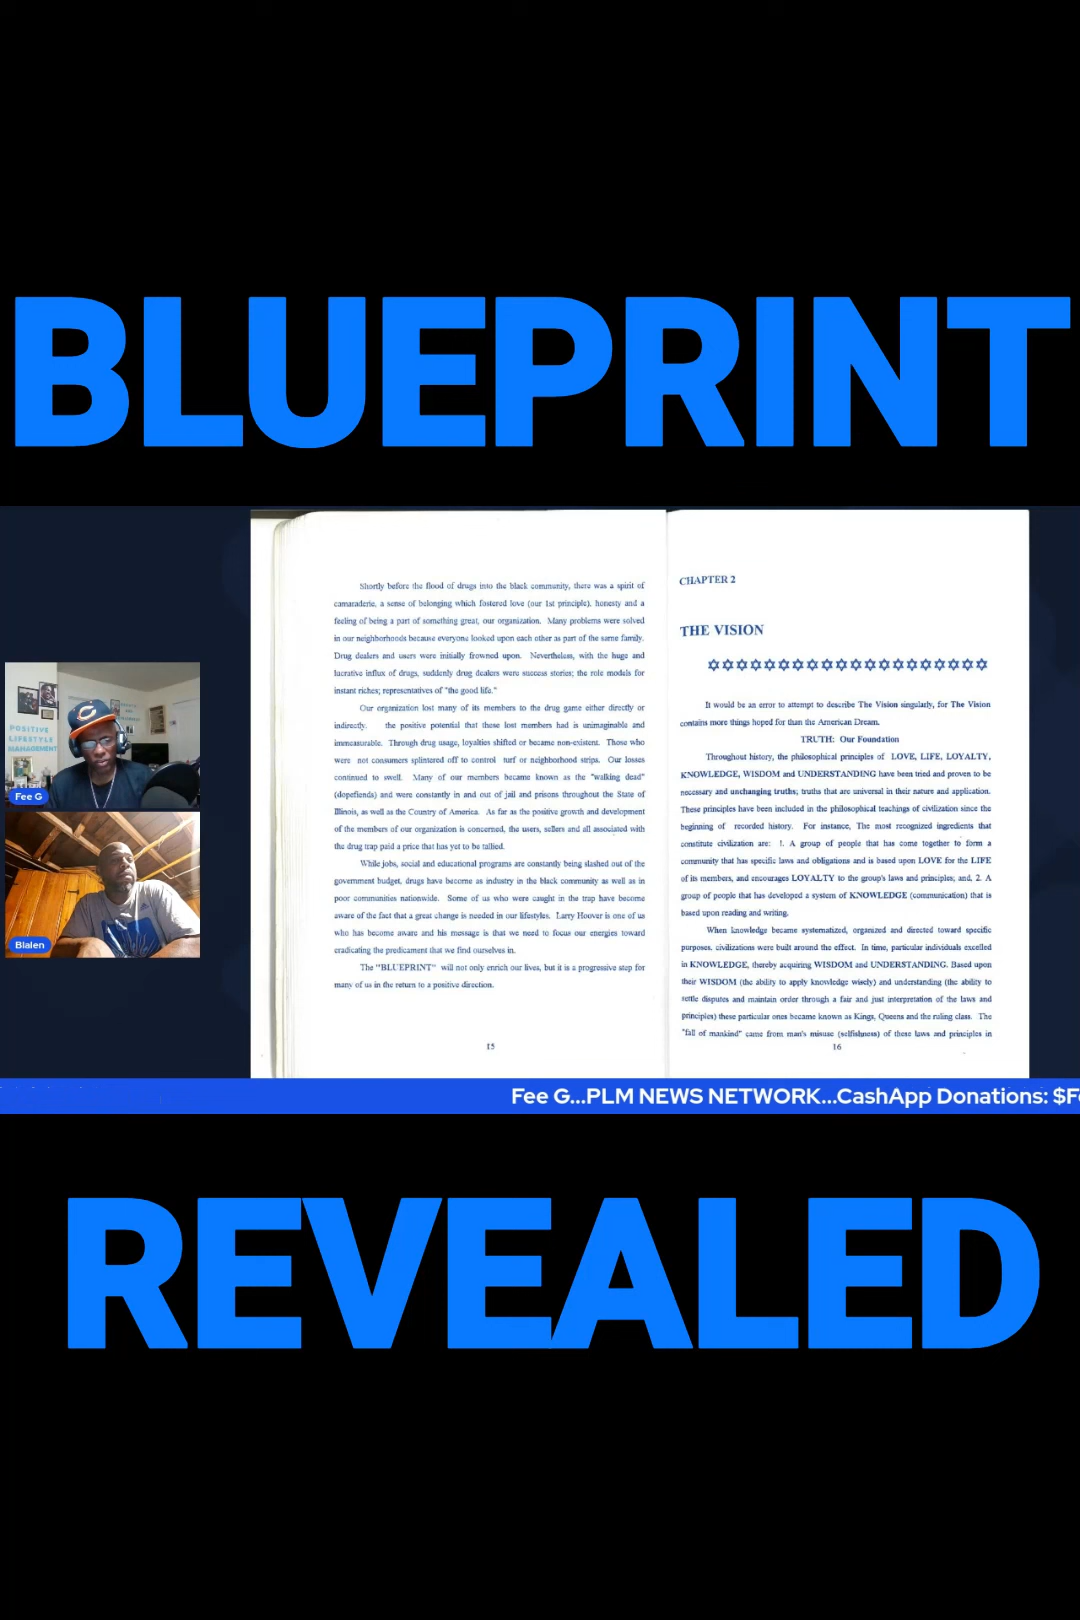 BLUEPRINT
Shortly before the flood of drugs into the black community, there was a spirit of
camaraderie, a sense of belonging which fostered love (our 1st principle), honesty and a
feeling of being a part of something great, our organization. Many problems were solved
in our neighborhoods because everyone looked upon each other as part of the same family.
Drug dealers and users were initially frowned upon. Nevertheless, with the huge and
lucrative influx of drugs, suddenly drug dealers were success stories; the role models for
instant riches; representatives of "the good life."
Our organization lost many of its members to the drug game either directly or
indirectly. the positive potential that these lost members had is unimaginable and
immeasurable. Through drug usage, loyalties shifted or became non-existent. Those who
were not consumers splintered off to control turf or neighborhood strips. Our losses
continued to swell. Many of our members became known as the "walking dead"
(dopefiends) and were constantly in and out of jail and prisons throughout the State of
Illinois, as well as the Country of America. As far as the positive growth and development
of the members of our organization is concerned, the users, sellers and all associated with
the drug trap paid a price that has yet to be tallied.
While jobs, social and educational programs are constantly being slashed out of the
government budget, drugs have become as industry in the black community as well as in
poor communities nationwide. Some of us who were caught in the trap have become
aware of the fact that a great change is needed in our lifestyles. Larry Hoover is one of us
who has become aware and his message is that we need to focus our energies toward
eradicating the predicament that we find ourselves in.
The "BLUEPRINT" will not only enrich our lives, but it is a progressive step for
many of us in the return to a positive direction.
15
CHAPTER 2
THE VISION
It would be an error to attempt to describe The Vision singularly, for The Vision
contains more things hoped for than the American Dream.
TRUTH: Our Foundation
Throughout history, the philosophical principles of LOVE, LIFE, LOYALTY,
KNOWLEDGE, WISDOM and UNDERSTANDING have been tried and proven to be
necessary and unchanging truths; truths that are universal in their nature and application.
These principles have been included in the philosophical teachings of civilization since the
beginning of recorded history. For instance, The most recognized ingredients that
constitute civilization are: 1. A group of people that has come together to form a
community that has specific laws and obligations and is based upon LOVE for the LIFE
of its members, and encourages LOYALTY to the group's laws and principles; and, 2. A
group of people that has developed a system of KNOWLEDGE (communication) that is
based upon reading and writing.
When knowledge became systematized, organized and directed toward specific
purposes, civilizations were built around the effect. In time, particular individuals excelled
in KNOWLEDGE, thereby acquiring WISDOM and UNDERSTANDING. Based upon
their WISDOM (the ability to apply knowledge wisely) and understanding (the ability to
settle disputes and maintain order through a fair and just interpretation of the laws and
principles) these particular ones became known as Kings, Queens and the ruling class. The
"fall of mankind" came from man's misuse (selfishness) of these laws and principles in
16
POSITIVE
LIFESTYLE
MANAGEMENT
Fee G
Blalen
Fee G...PLM NEWS NETWORK...CashApp Donations: $F
REVEALED